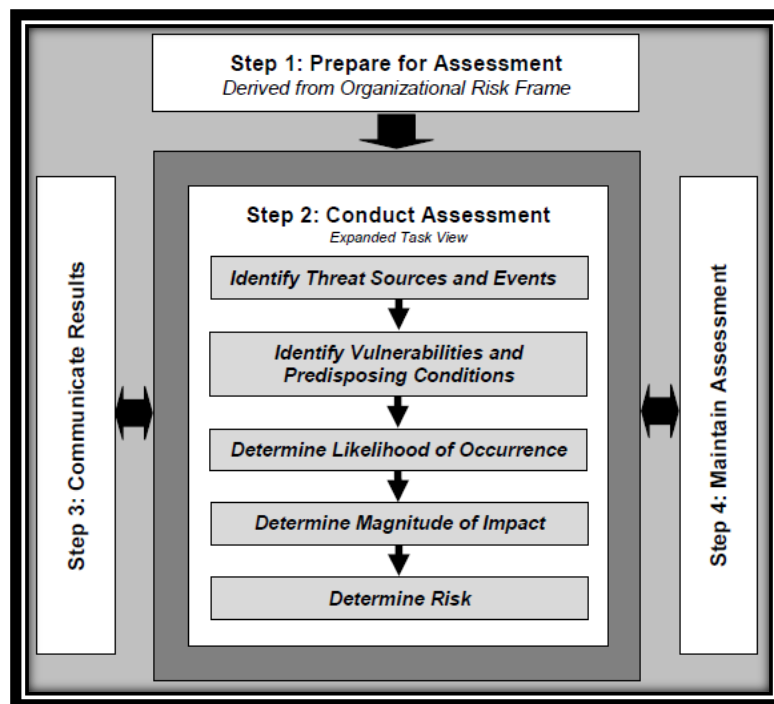 Step 1: Prepare for Assessment
Derived from Organizational Risk Frame
Step 2: Conduct Assessment
Expanded Task View
Identify Threat Sources and Events
Identify Vulnerabilities and
Predisposing Conditions
Determine Likelihood of Occurrence
Determine Magnitude of Impact
Determine Risk
Step 3: Communicate Results
Step 4: Maintain Assessment